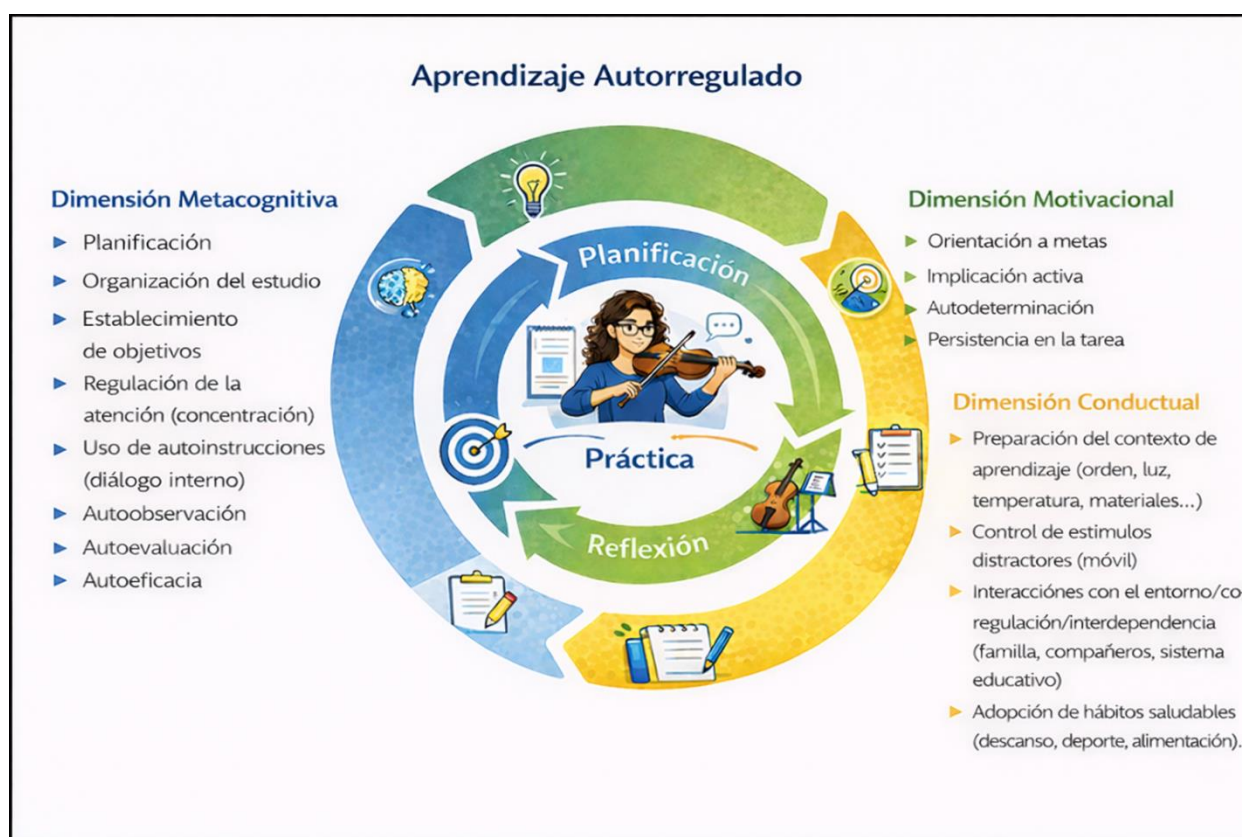 Aprendizaje Autorregulado
Dimensión Metacognitiva
Planificación
Organización del estudio
Establecimiento
de objetivos
Regulación de la
atención (concentración)
Uso de autoinstrucciones
(diálogo interno)
Autoobservación
Autoevaluación
Autoeficacia
Planificación
Práctica
Reflexión
Dimensión Motivacional
Orientación a metas
Implicación activa
Autodeterminación
Persistencia en la tarea
Dimensión Conductual
Preparación del contexto de
aprendizaje (orden, luz,
temperatura, materiales...)
Control de estímulos
distractores (móvil)
Interacciónes con el entorno/co-
regulación/interdependencia
(familla, compañeros, sistema
educativo)
Adopción de hábitos saludables
(descanso, deporte, alimentación).